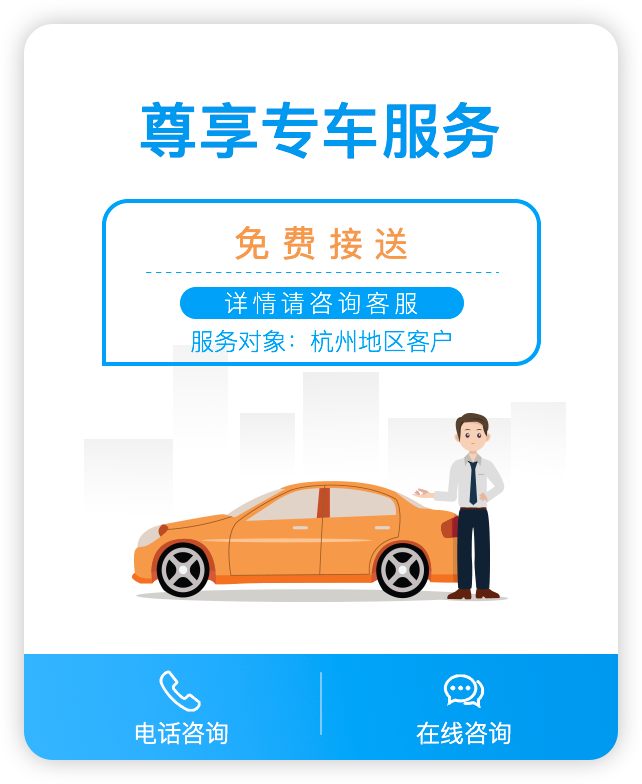 尊享专车服务
免费接送
详情请咨询客服
服务对象：杭州地区客户
电话咨询
在线咨询